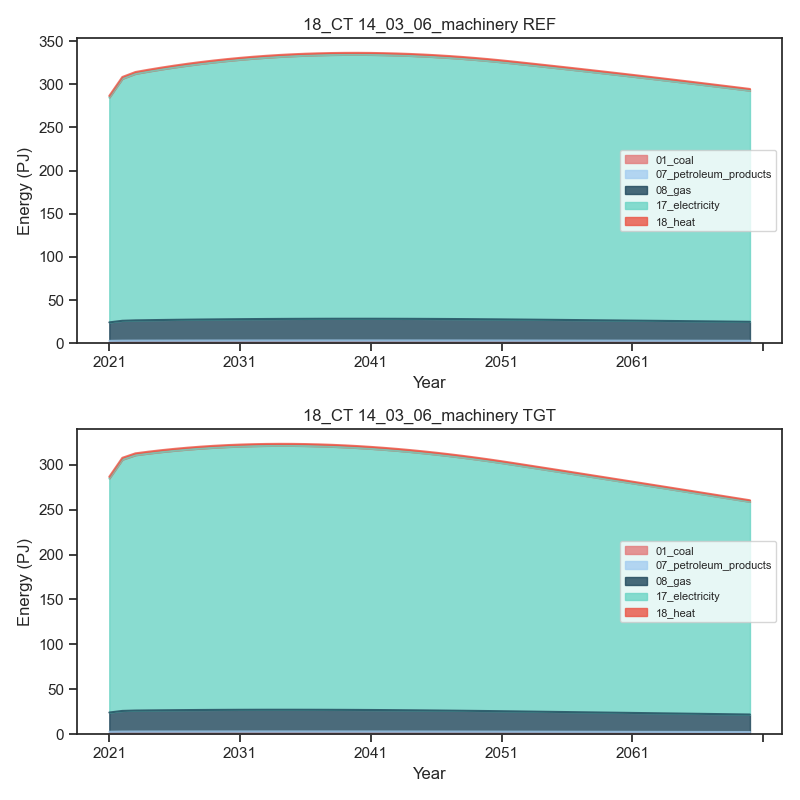 18_CT 14_03_06_machinery REF
350
300
250
200
150
100
50
0
Energy (PJ)
01_coal
07_petroleum_products
08_gas
17_electricity
18_heat
2021 2031 2041 2051 2061
Year
18_CT 14_03_06_machinery TGT
300
250
200
150
100
50
0
Energy (PJ)
01_coal
07_petroleum_products
08_gas
17_electricity
18_heat
2021 2031 2041 2051 2061
Year